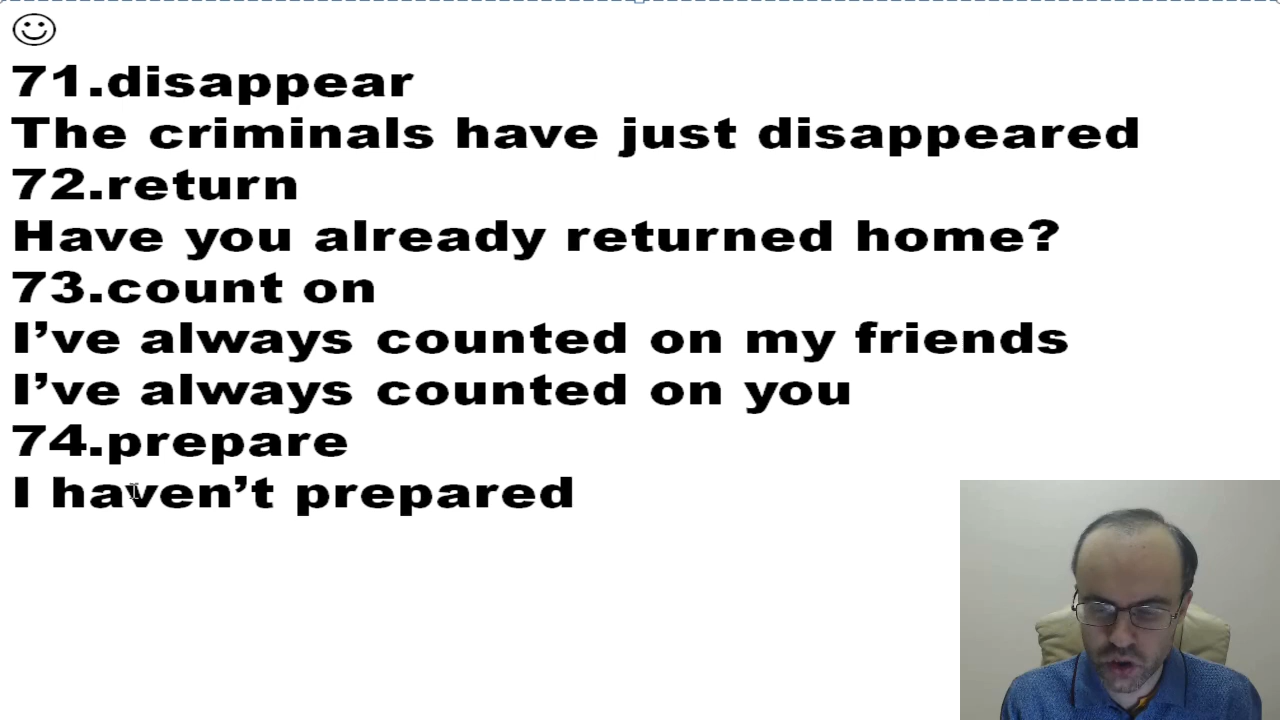 71.disappear
The criminals have just disappeared
72.return
Have you already returned home?
73.count on
I’ve always counted on my friends
I’ve always counted on you
74.prepare
I haven’t prepared